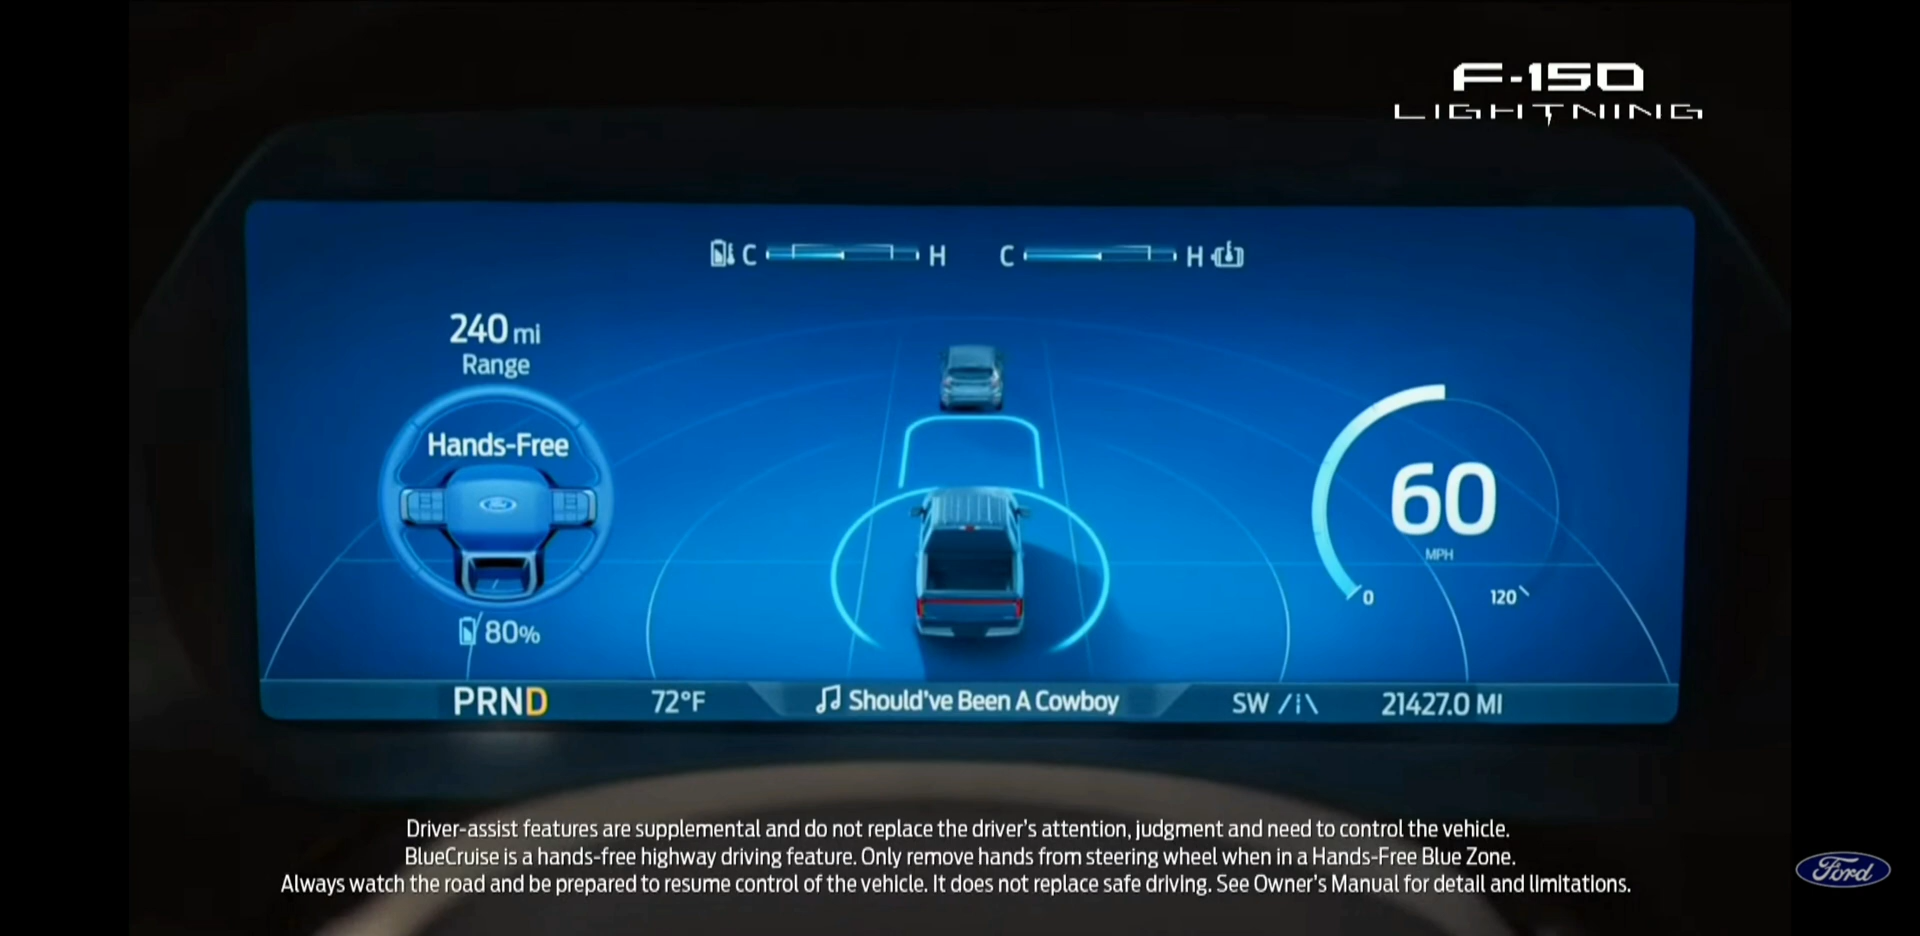 F-150
LIGHTNING
C H C H
240 mi
Range
Hands-Free
Ford
80%
60
MPH
0 120
PRND 72°F Should've Been A Cowboy SW 21427.0 MI
Driver-assist features are supplemental and do not replace the driver's attention, judgment and need to control the vehicle.
BlueCruise is a hands-free highway driving feature. Only remove hands from steering wheel when in a Hands-Free Blue Zone.
Always watch the road and be prepared to resume control of the vehicle. It does not replace safe driving. See Owner's Manual for detail and limitations.
Ford